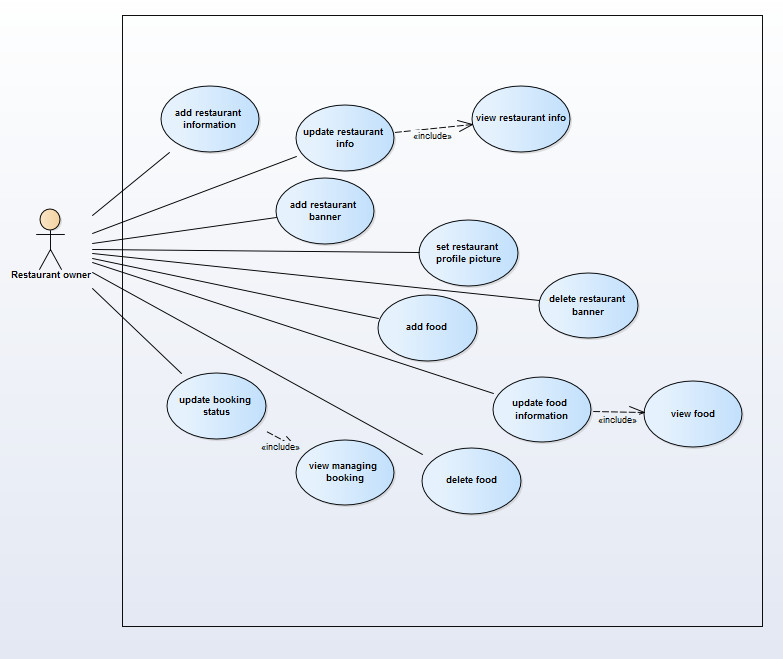 add restaurant
information
update restaurant
info
«include»
view restaurant info
add restaurant
banner
Restaurant owner
set restaurant
profile picture
delete restaurant
banner
add food
update booking
status
«include»
update food
information
«include»
view food
view managing
booking
delete food